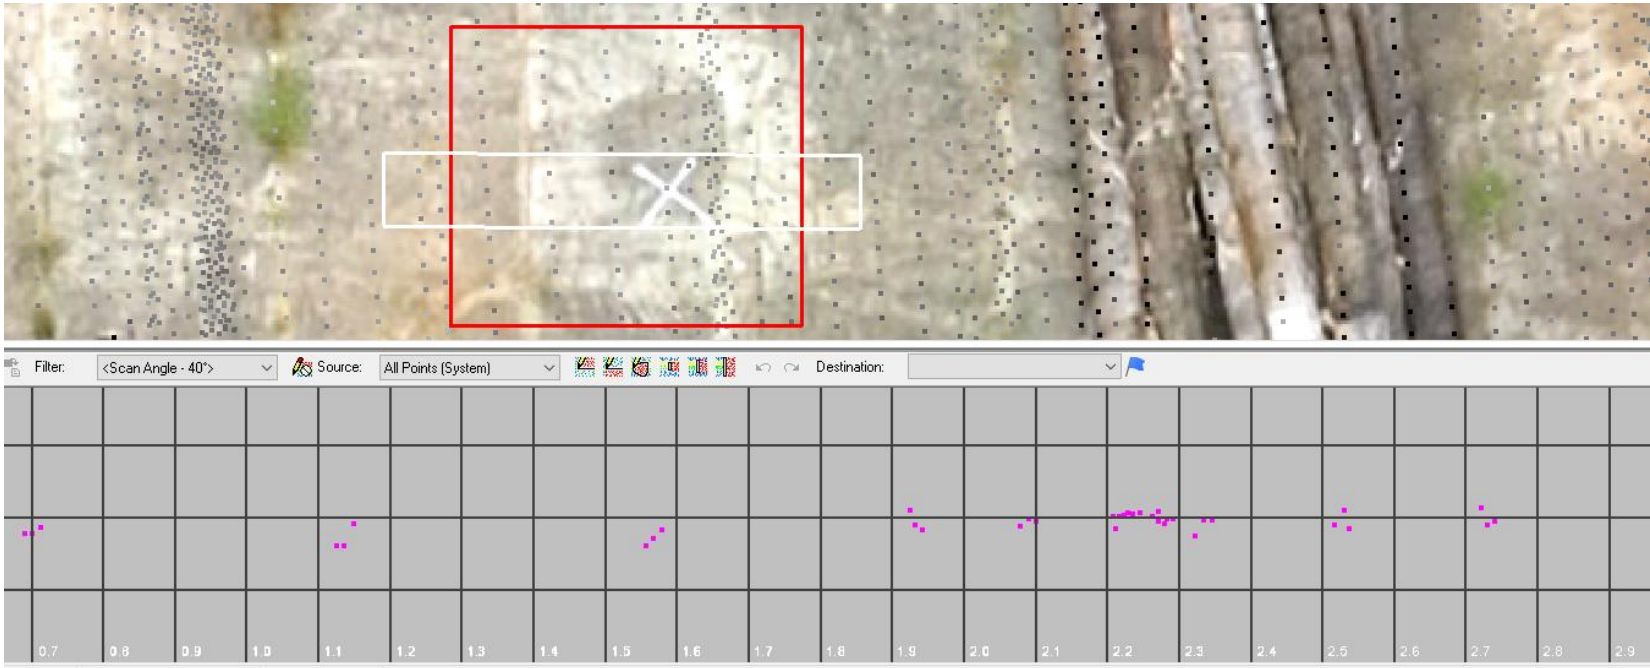 Filter: <Scan Angle - 40°> Source: All Points (System) Destination:
0.7 0.8 0.9 1.0 1.1 1.2 1.3 1.4 1.5 1.6 1.7 1.8 1.9 2.0 2.1 2.2 2.3 2.4 2.5 2.6 2.7 2.8 2.9